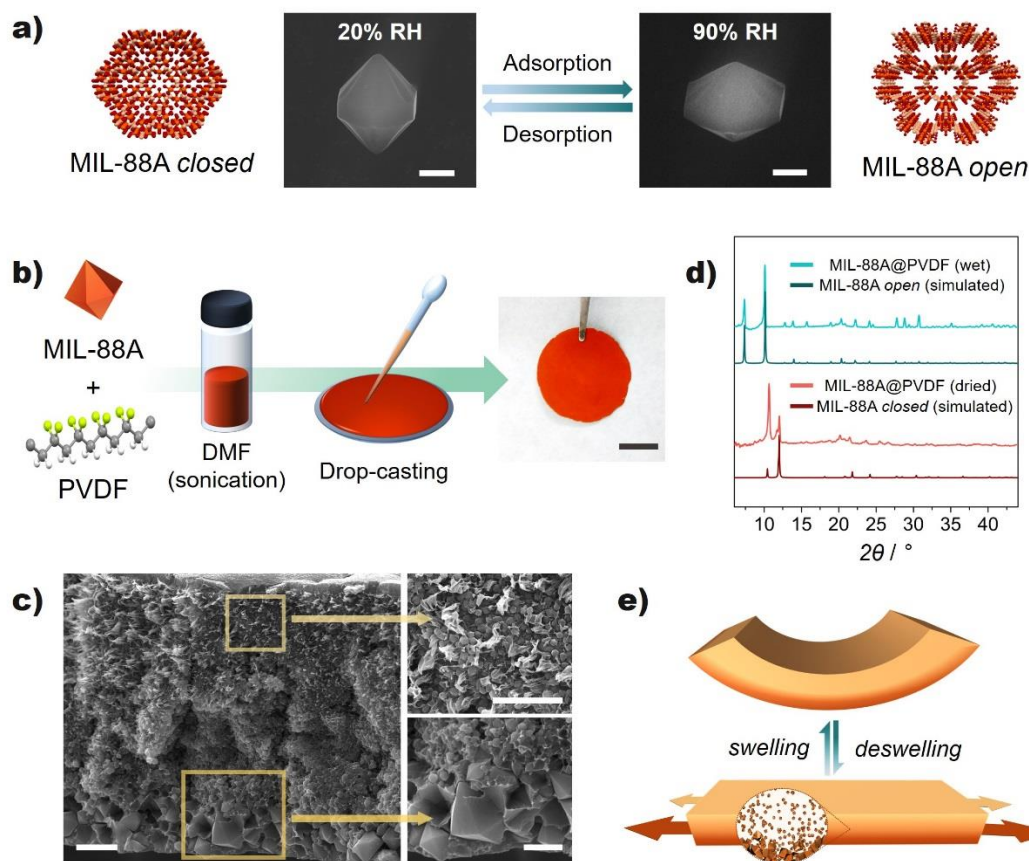 a)
20% RH
90% RH
Adsorption
Desorption
MIL-88A closed
MIL-88A open
b)
MIL-88A
+
PVDF
DMF
(sonication)
Drop-casting
d)
MIL-88A@PVDF (wet)
MIL-88A open (simulated)
MIL-88A@PVDF (dried)
MIL-88A closed (simulated)
10 15 20 25 30 35 40
2θ / °
c)
e)
swelling
deswelling